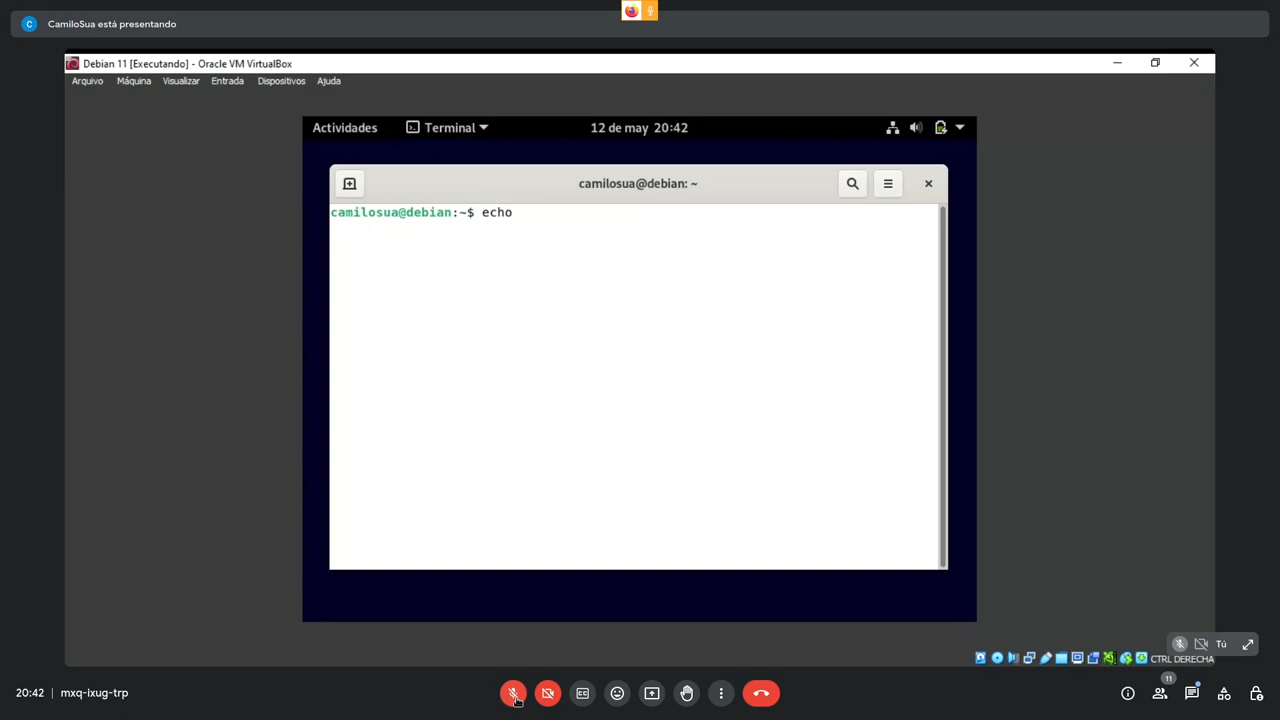 C CamiloSua está presentando
Debian 11 [Executando] - Oracle VM VirtualBox
Arquivo Máquina Visualizar Entrada Dispositivos Ajuda
Actividades Terminal 12 de may 20:42
camilosua@debian: ~
camilosua@debian:~$ echo
Tú
CTRL DERECHA
11
20:42 mxq-ixug-trp